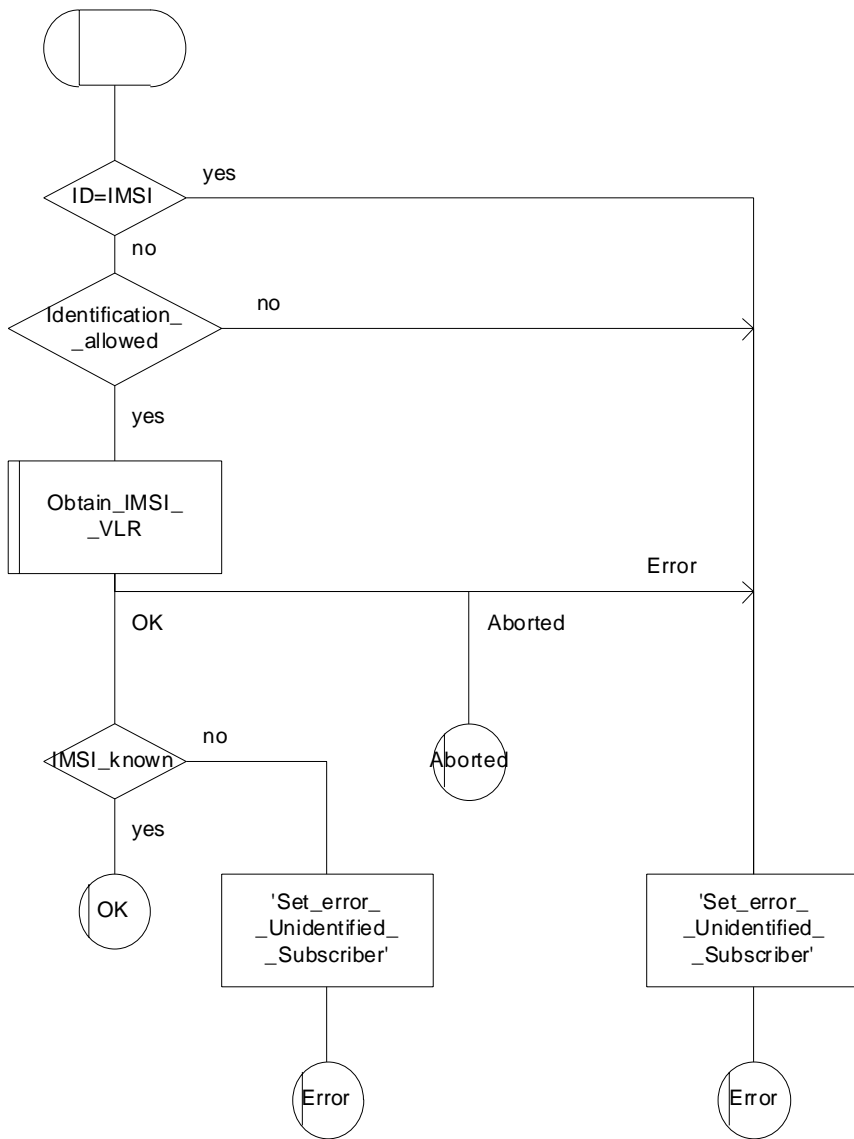 yes
ID=IMSI
no
Identification_
_allowed
no
yes
Obtain_IMSI_
_VLR
Error
OK
Aborted
no
IMSI_known
Aborted
yes
OK
'Set_error_
_Unidentified_
_Subscriber'
'Set_error_
_Unidentified_
_Subscriber'
Error
Error